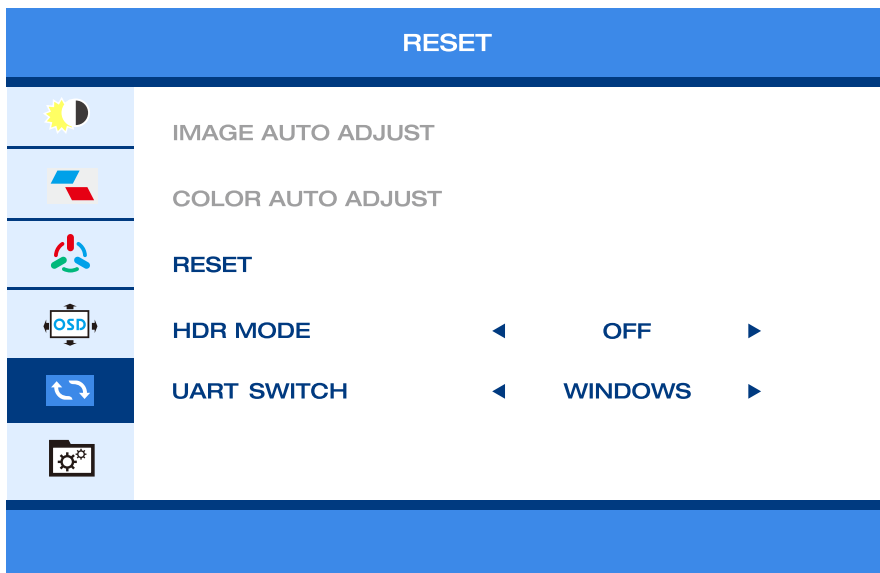 RESET
IMAGE AUTO ADJUST
COLOR AUTO ADJUST
RESET
HDR MODE ◀ OFF ▶
OSD
UART SWITCH ◀ WINDOWS ▶